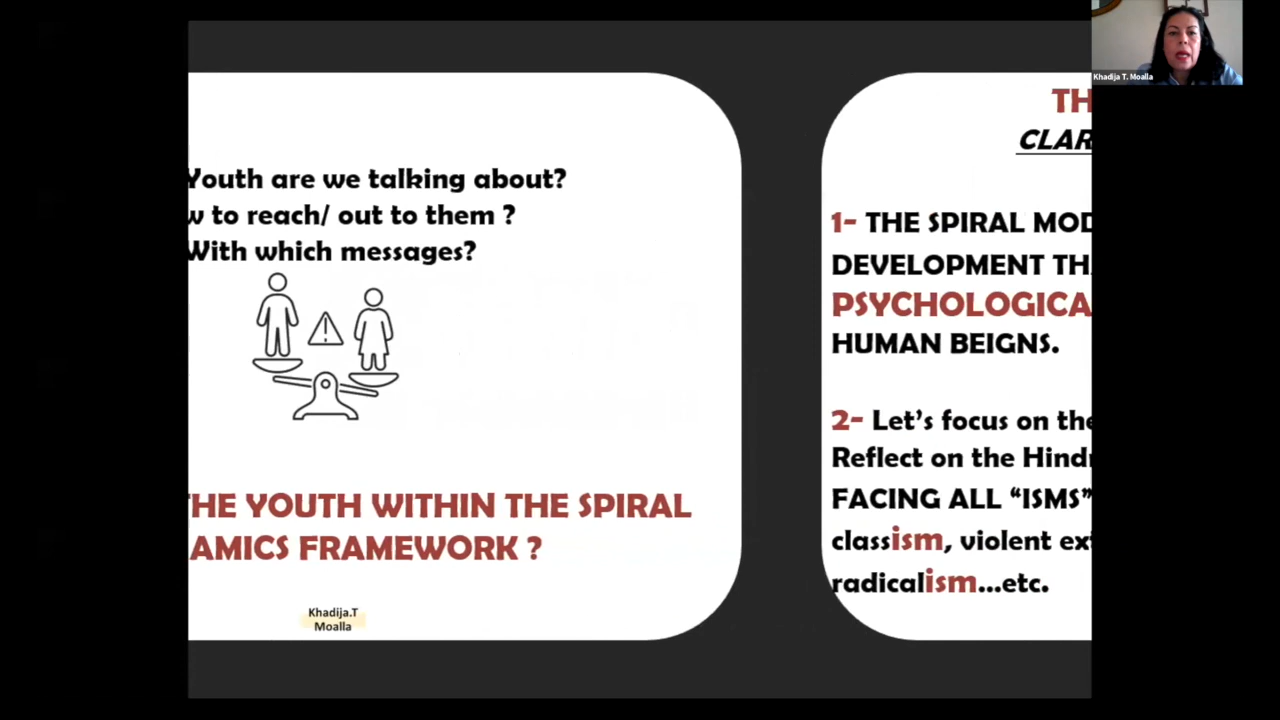 Khadija T. Moalla
Youth are we talking about?
w to reach/ out to them ?
With which messages?
THE YOUTH WITHIN THE SPIRAL
AMICS FRAMEWORK ?
Khadija.T
Moalla
TH
CLAR
1- THE SPIRAL MOD
DEVELOPMENT TH
PSYCHOLOGICA
HUMAN BEIGNS.
2- Let's focus on the
Reflect on the Hind
FACING ALL “ISMS”
classism, violent ex
radicalism...etc.